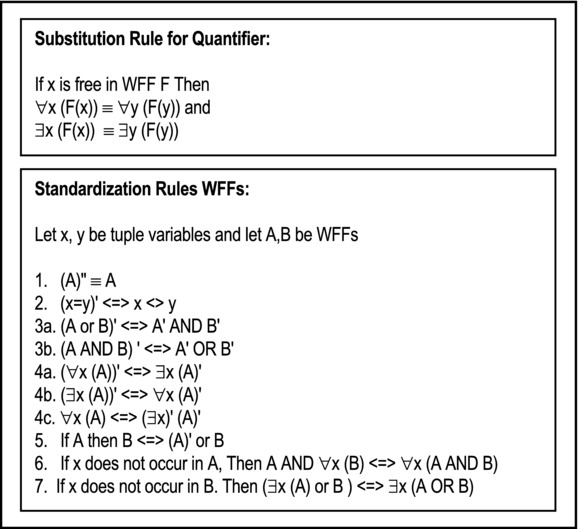 Substitution Rule for Quantifier:
If x is free in WFF F Then
∀x (F(x)) ≡ ∀y (F(y)) and
∃x (F(x)) ≡ ∃y (F(y))
Standardization Rules WFFs:
Let x, y be tuple variables and let A,B be WFFs
1. (A)" ≡ A
2. (x=y)' <=> x <> y
3a. (A or B)' <=> A' AND B'
3b. (A AND B) ' <=> A' OR B'
4a. (∀x (A))' <=> ∃x (A)'
4b. (∃x (A))' <=> ∀x (A)'
4c. ∀x (A) <=> (∃x)' (A)'
5. If A then B <=> (A)' or B
6. If x does not occur in A, Then A AND ∀x (B) <=> ∀x (A AND B)
7. If x does not occur in B. Then (∃x (A) or B ) <=> ∃x (A OR B)